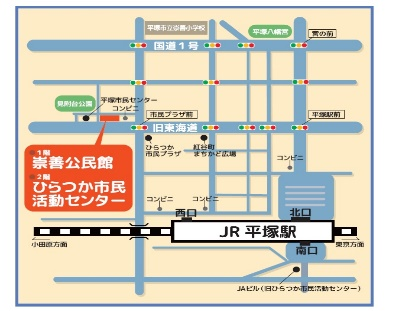 平塚市立崇善小学校
平塚八幡宮
宮の前
国道1号
見附台公園
平塚市民センター
コンビニ
市民プラザ前
平塚駅前
旧東海道
ひらつか
市民プラザ
紅谷町
まちかど広場
コンビニ
1階
崇善公民館
2階
ひらつか市民
活動センター
コンビニ
コンビニ
西口
北口
JR 平塚駅
小田原方面
東京方面
南口
JAビル(旧ひらつか市民活動センター)